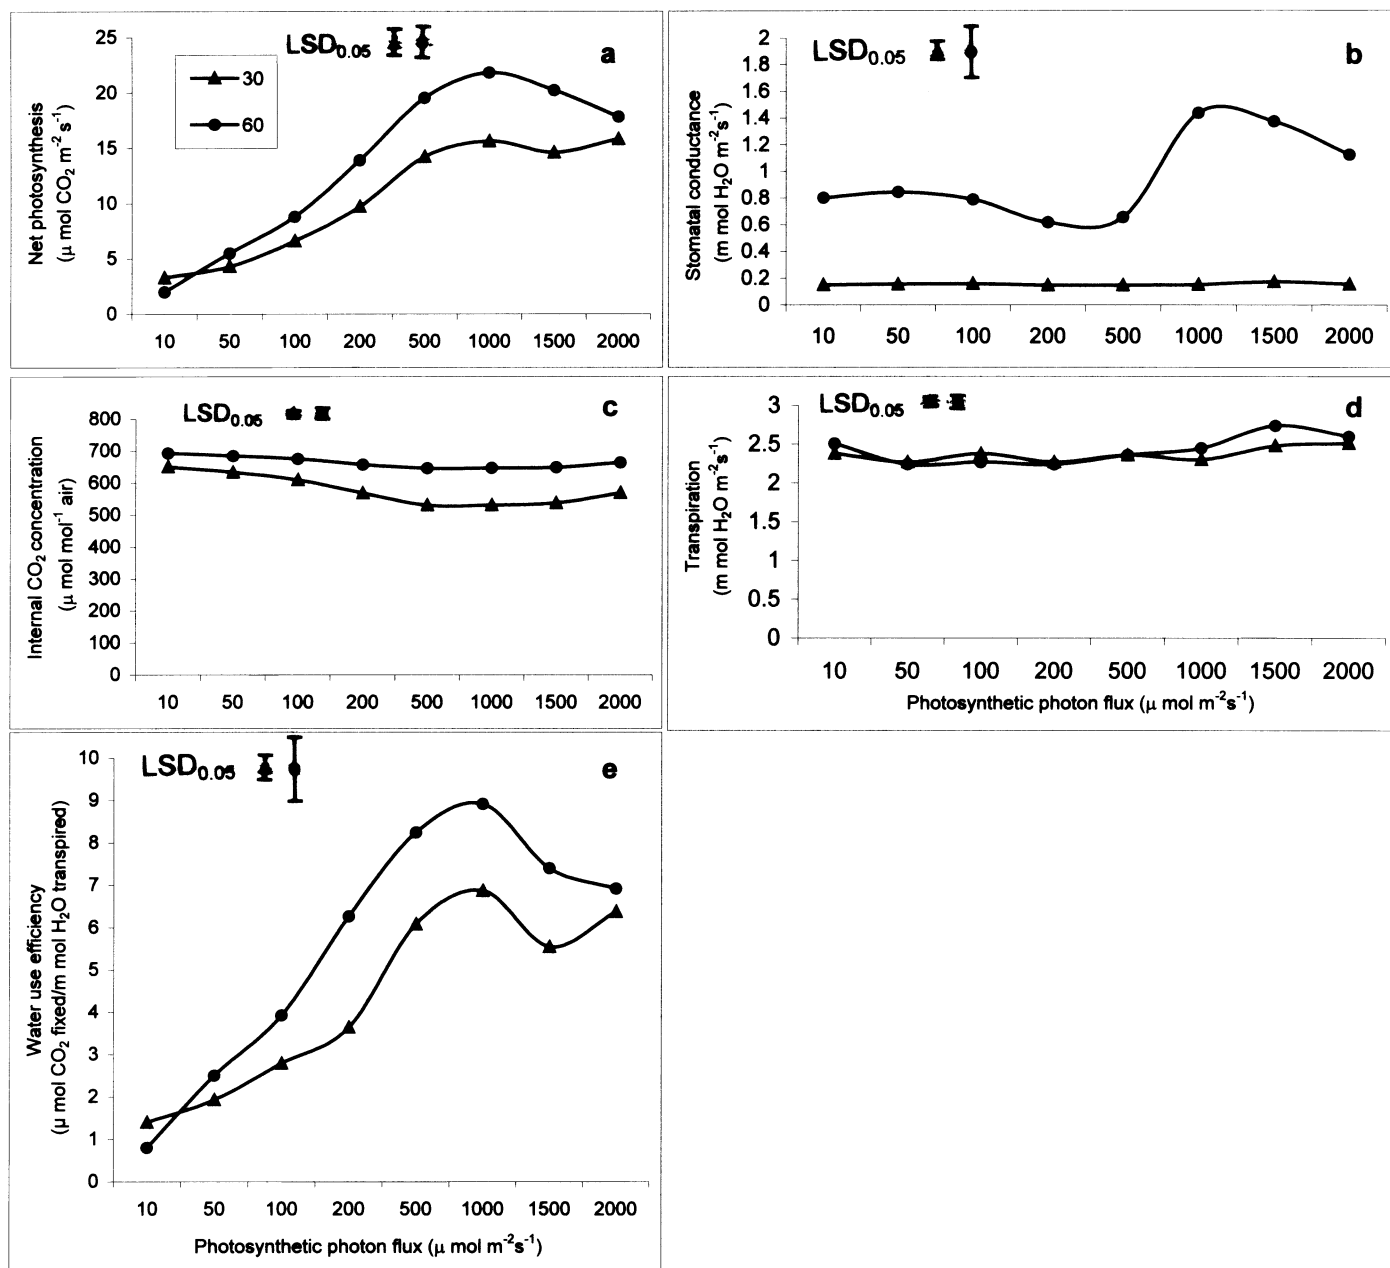 LSD0.05
a
30
60
Net photosynthesis
(μ mol CO2 m-2 s-1)
25
20
15
10
5
0
10 50 100 200 500 1000 1500 2000
LSD0.05
b
Stomatal conductance
(m mol H2O m-2s-1)
2
1.8
1.6
1.4
1.2
1
0.8
0.6
0.4
0.2
0
10 50 100 200 500 1000 1500 2000
LSD0.05
c
Internal CO2 concentration
(μ mol mol-1 air)
800
700
600
500
400
300
200
100
0
10 50 100 200 500 1000 1500 2000
LSD0.05
d
Transpiration
(m mol H2O m-2s-1)
3
2.5
2
1.5
1
0.5
0
10 50 100 200 500 1000 1500 2000
Photosynthetic photon flux (μ mol m-2s-1)
LSD0.05
e
Water use efficiency
(μ mol CO2 fixed/m mol H2O transpired)
10
9
8
7
6
5
4
3
2
1
0
10 50 100 200 500 1000 1500 2000
Photosynthetic photon flux (μ mol m-2s-1)